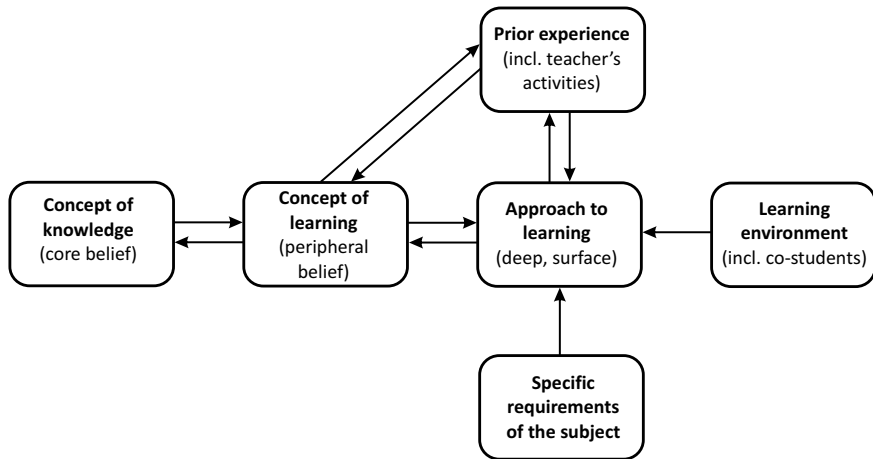 Prior experience
(incl. teacher’s
activities)
Concept of
knowledge
(core belief)
Concept of
learning
(peripheral
belief)
Approach to
learning
(deep, surface)
Learning
environment
(incl. co-students)
Specific
requirements
of the subject